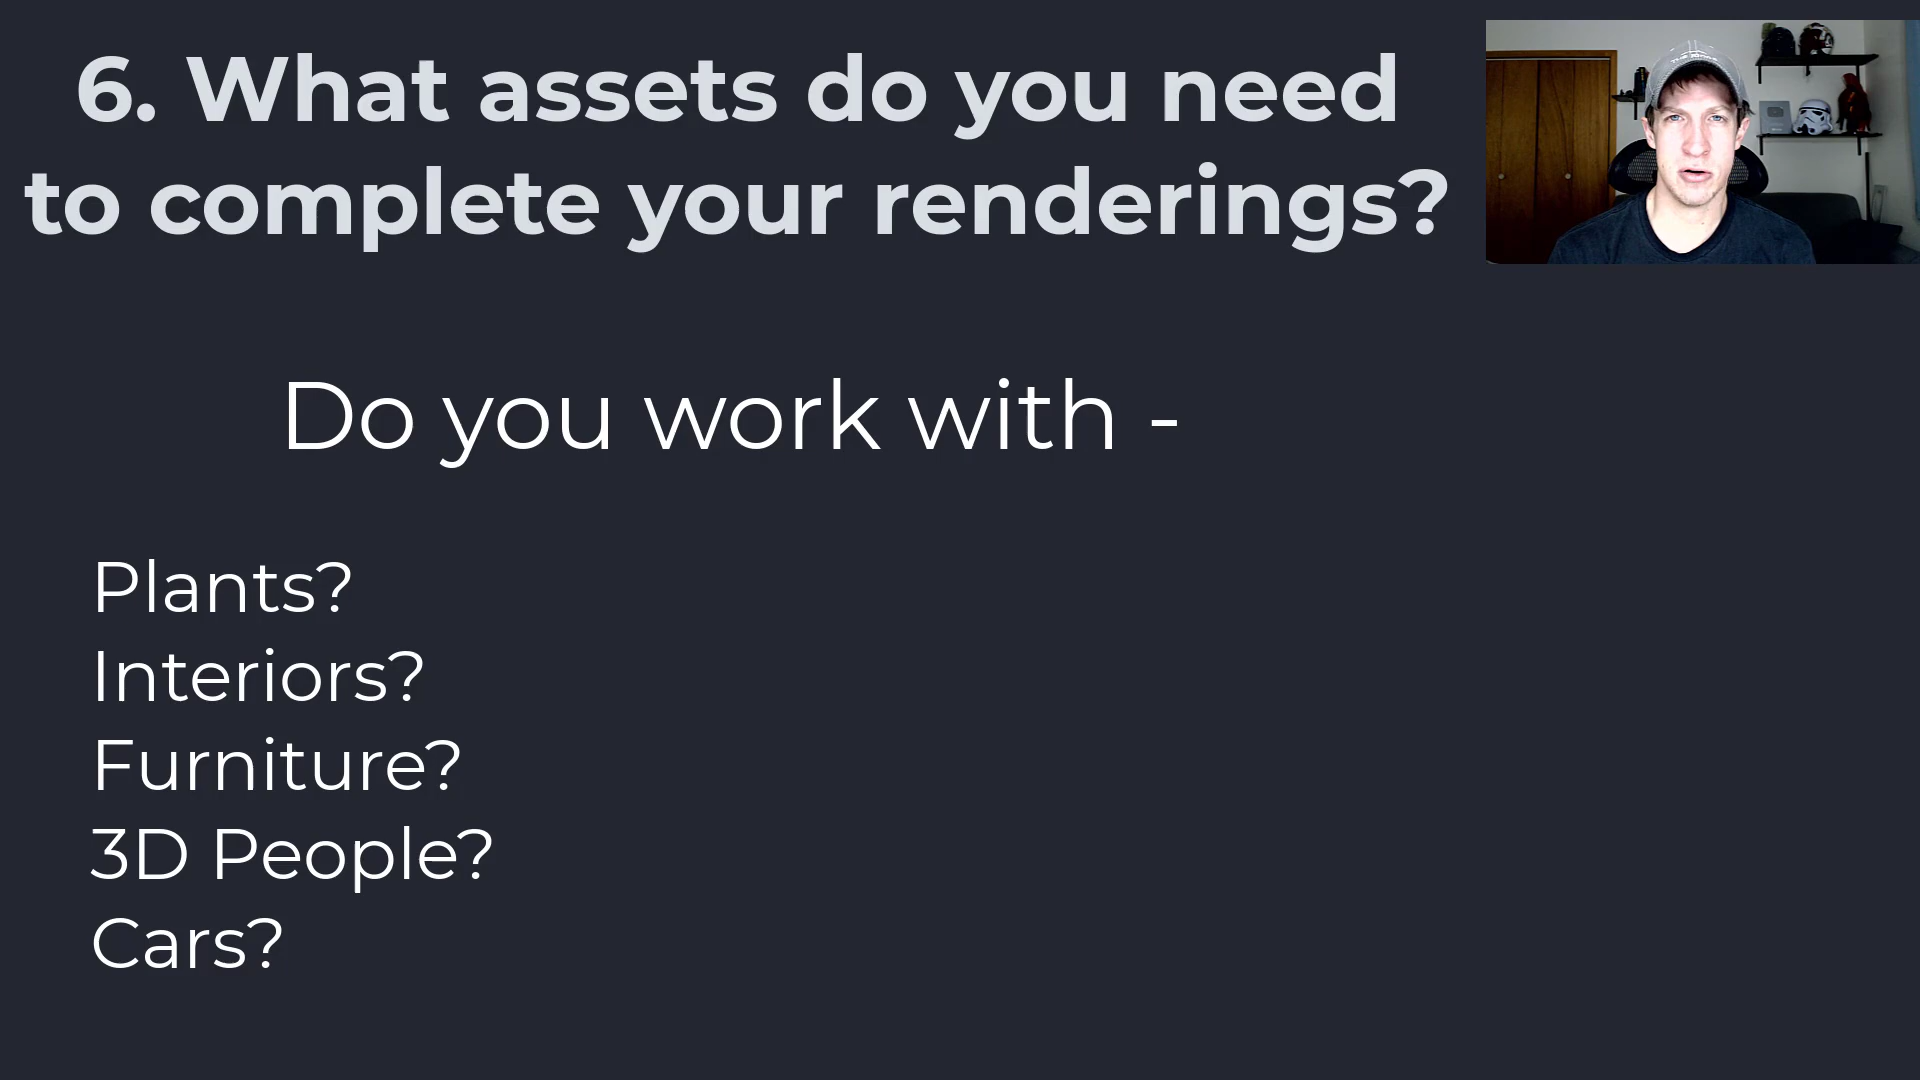 6. What assets do you need
to complete your renderings?
Do you work with -
Plants?
Interiors?
Furniture?
3D People?
Cars?